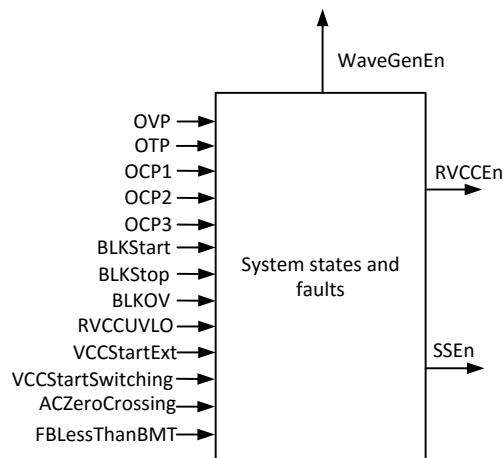 WaveGenEn
OVP
OTP
OCP1
OCP2
OCP3
BLKStart
BLKStop
BLKOV
RVCCUVLO
VCCStartExt
VCCStartSwitching
ACZeroCrossing
FBLessThanBMT
System states and
faults
RVCCEn
SSEn